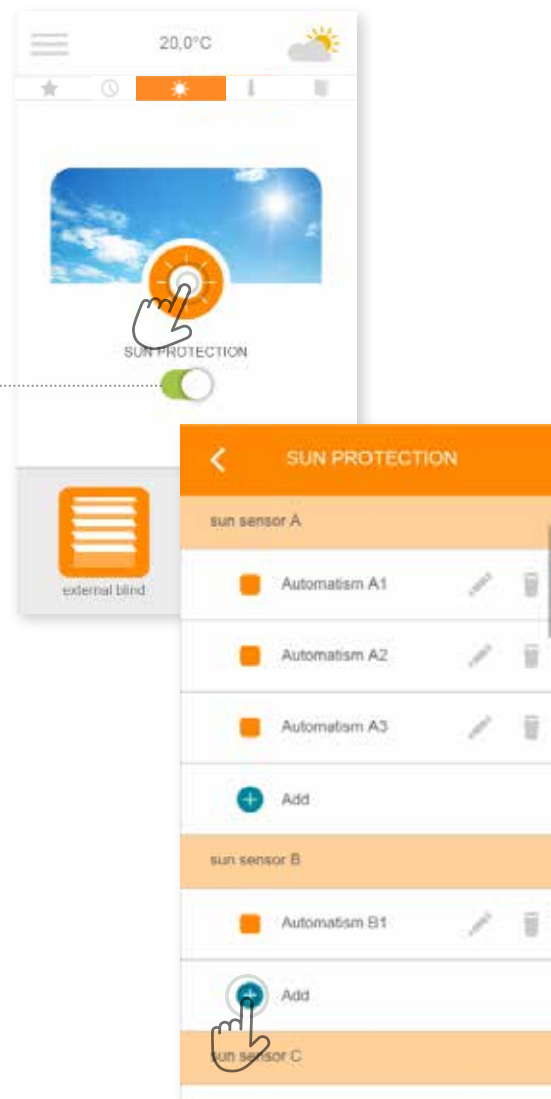 20,0°C
SUN PROTECTION
external blind
SUN PROTECTION
sun sensor A
Automatism A1
Automatism A2
Automatism A3
Add
sun sensor B
Automatism B1
Add
sun sensor C